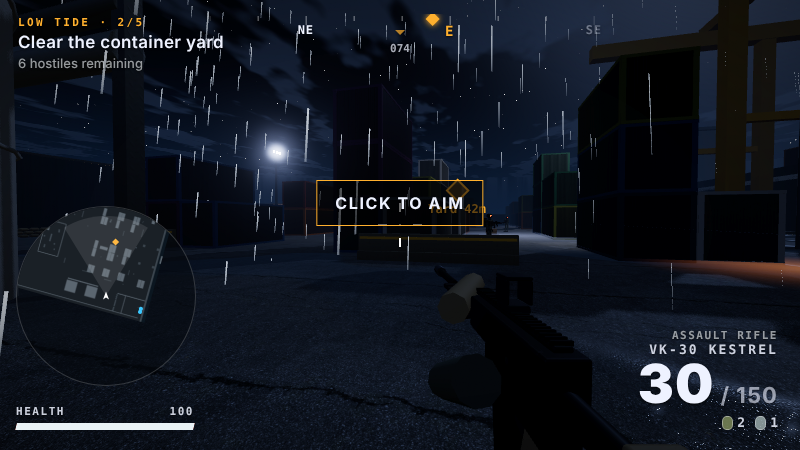 LOW TIDE · 2/5
Clear the container yard
6 hostiles remaining
NE
E
SE
074
CLICK TO AIM
Yard 42m
HEALTH 100
ASSAULT RIFLE
VK-30 KESTREL
30 / 150
2 1